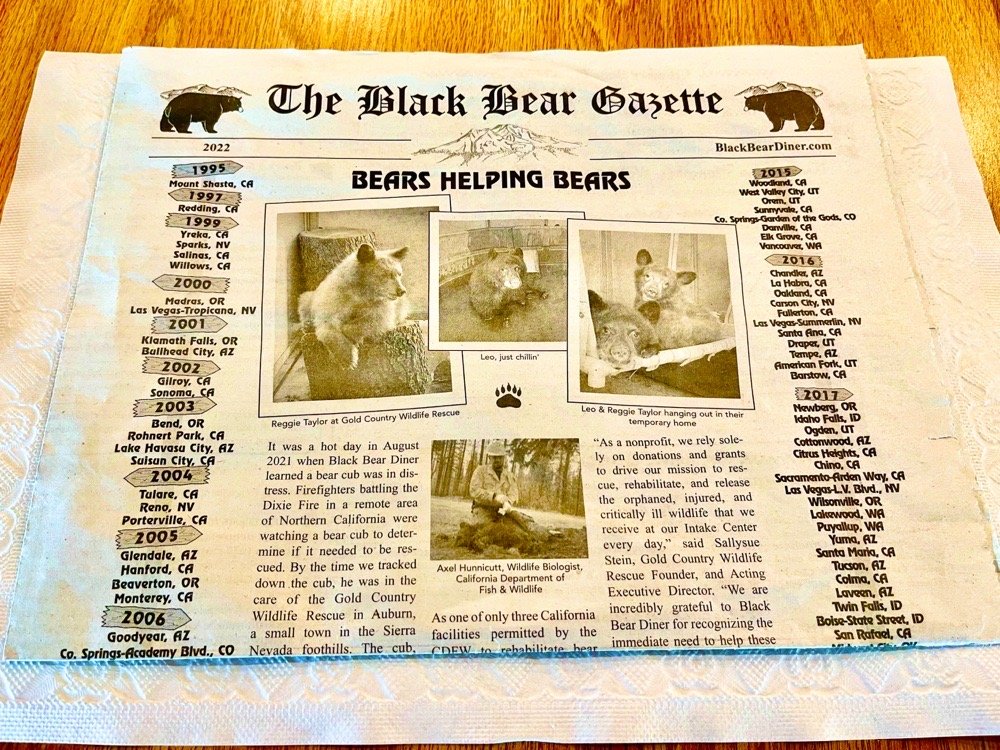 The Black Bear Gazette
2022
BlackBearDiner.com
1995
Mount Shasta, CA
1997
Redding, CA
1999
Yreka, CA
Sparks, NV
Salinas, CA
Willows, CA
2000
Madras, OR
Las Vegas-Tropicana, NV
2001
Klamath Falls, OR
Bullhead City, AZ
2002
Gilroy, CA
Sonoma, CA
2003
Bend, OR
Rohnert Park, CA
Lake Havasu City, AZ
Suisun City, CA
2004
Tulare, CA
Reno, NV
Porterville, CA
2005
Glendale, AZ
Hanford, CA
Beaverton, OR
Monterey, CA
2006
Goodyear, AZ
Co. Springs-Academy Blvd., CO
BEARS HELPING BEARS
Reggie Taylor at Gold Country Wildlife Rescue
Leo, just chillin'
Leo & Reggie Taylor hanging out in their
temporary home
It was a hot day in August
2021 when Black Bear Diner
learned a bear cub was in dis-
tress. Firefighters battling the
Dixie Fire in a remote area
of Northern California were
watching a bear cub to deter-
mine if it needed to be res-
cued. By the time we tracked
down the cub, he was in the
care of the Gold Country
Wildlife Rescue in Auburn,
a small town in the Sierra
Nevada foothills. The cub,
Axel Hunnicutt, Wildlife Biologist,
California Department of
Fish & Wildlife
As one of only three California
facilities permitted by the
CDFW to rehabilitate bear
“As a nonprofit, we rely sole-
ly on donations and grants
to drive our mission to res-
cue, rehabilitate, and release
the orphaned, injured, and
critically ill wildlife that we
receive at our Intake Center
every day,” said Sallysue
Stein, Gold Country Wildlife
Rescue Founder, and Acting
Executive Director. “We are
incredibly grateful to Black
Bear Diner for recognizing the
immediate need to help these
2015
Woodland, CA
West Valley City, UT
Orem, UT
Sunnyvale, CA
Co. Springs-Garden of the Gods, CO
Danville, CA
Elk Grove, CA
Vancouver, WA
2016
Chandler, AZ
La Habra, CA
Oakland, CA
Carson City, NV
Fullerton, CA
Las Vegas-Summerlin, NV
Santa Ana, CA
Draper, UT
Tempe, AZ
American Fork, UT
Barstow, CA
2017
Newberg, OR
Idaho Falls, ID
Ogden, UT
Cottonwood, AZ
Citrus Heights, CA
Chino, CA
Sacramento-Arden Way, CA
Las Vegas-L.V. Blvd., NV
Wilsonville, OR
Lakewood, WA
Puyallup, WA
Yuma, AZ
Santa Maria, CA
Tucson, AZ
Colma, CA
Laveen, AZ
Twin Falls, ID
Boise-State Street, ID
San Rafael, CA
Midwest City, OK